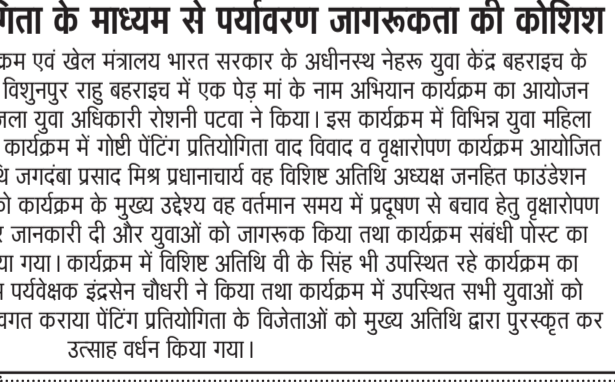 गिता के माध्यम से पर्यावरण जागरूकता की कोशिश
क्रम एवं खेल मंत्रालय भारत सरकार के अधीनस्थ नेहरू युवा केंद्र बहराइच के
विशुनपुर राहु बहराइच में एक पेड़ मां के नाम अभियान कार्यक्रम का आयोजन
जला युवा अधिकारी रोशनी पटवा ने किया। इस कार्यक्रम में विभिन्न युवा महिला
कार्यक्रम में गोष्टी पेंटिंग प्रतियोगिता वाद विवाद व वृक्षारोपण कार्यक्रम आयोजित
थि जगदंबा प्रसाद मिश्र प्रधानाचार्य वह विशिष्ट अतिथि अध्यक्ष जनहित फाउंडेशन
को कार्यक्रम के मुख्य उद्देश्य वह वर्तमान समय में प्रदूषण से बचाव हेतु वृक्षारोपण
र जानकारी दी और युवाओं को जागरूक किया तथा कार्यक्रम संबंधी पोस्ट का
या गया। कार्यक्रम में विशिष्ट अतिथि वी के सिंह भी उपस्थित रहे कार्यक्रम का
पर्यवेक्षक इंद्रसेन चौधरी ने किया तथा कार्यक्रम में उपस्थित सभी युवाओं को
वगत कराया पेंटिंग प्रतियोगिता के विजेताओं को मुख्य अतिथि द्वारा पुरस्कृत कर
उत्साह वर्धन किया गया।